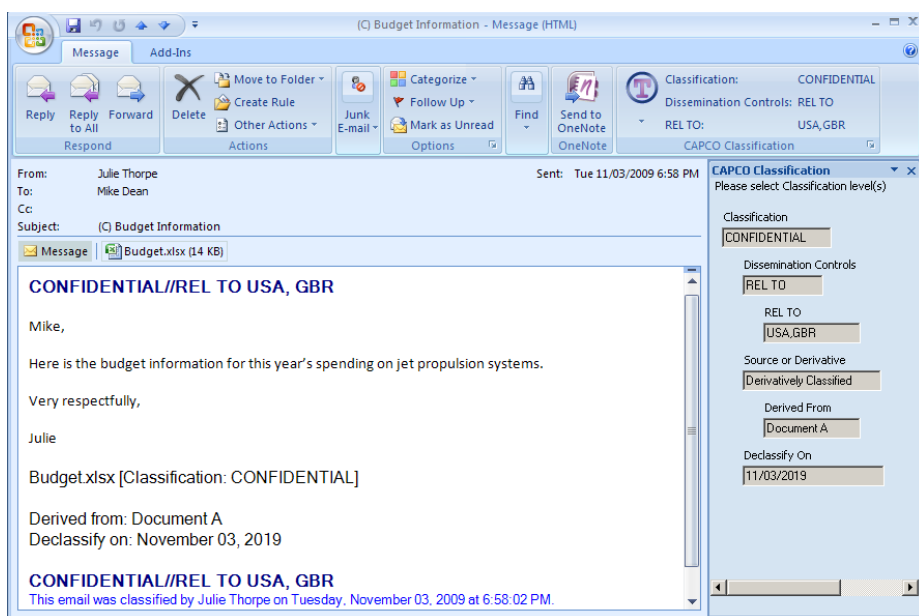 (C) Budget Information - Message (HTML)
Message Add-Ins
Reply Reply to All Forward
Respond
Delete
Move to Folder
Create Rule
Other Actions
Actions
Junk E-mail
Categorize
Follow Up
Mark as Unread
Options
Find
Send to OneNote
OneNote
Classification: CONFIDENTIAL
Dissemination Controls: REL TO
REL TO: USA,GBR
CAPCO Classification
From: Julie Thorpe
Sent: Tue 11/03/2009 6:58 PM
To: Mike Dean
Cc:
Subject: (C) Budget Information
Message Budget.xlsx (14 KB)
CONFIDENTIAL//REL TO USA, GBR
Mike,
Here is the budget information for this year's spending on jet propulsion systems.
Very respectfully,
Julie
Budget.xlsx [Classification: CONFIDENTIAL]
Derived from: Document A
Declassify on: November 03, 2019
CONFIDENTIAL//REL TO USA, GBR
This email was classified by Julie Thorpe on Tuesday, November 03, 2009 at 6:58:02 PM.
CAPCO Classification
Please select Classification level(s)
Classification
CONFIDENTIAL
Dissemination Controls
REL TO
REL TO
USA,GBR
Source or Derivative
Derivatively Classified
Derived From
Document A
Declassify On
11/03/2019